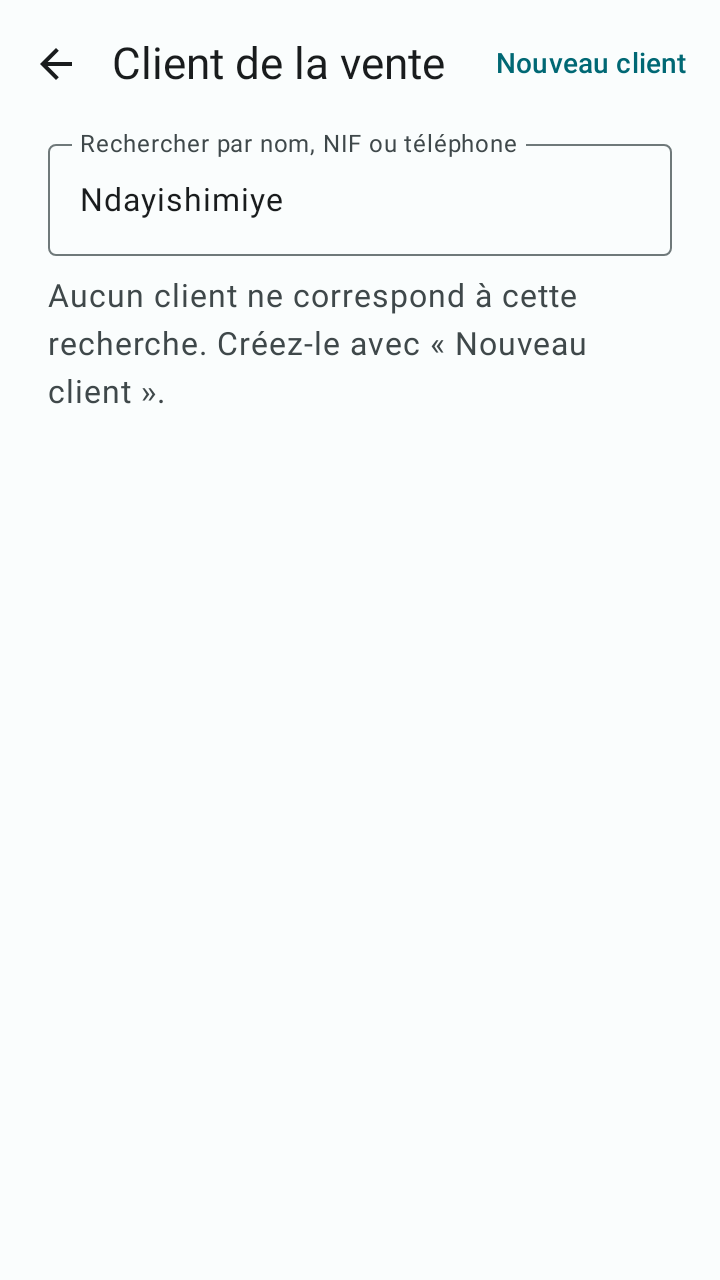 Client de la vente
Nouveau client
Rechercher par nom, NIF ou téléphone
Ndayishimiye
Aucun client ne correspond à cette
recherche. Créez-le avec « Nouveau
client ».